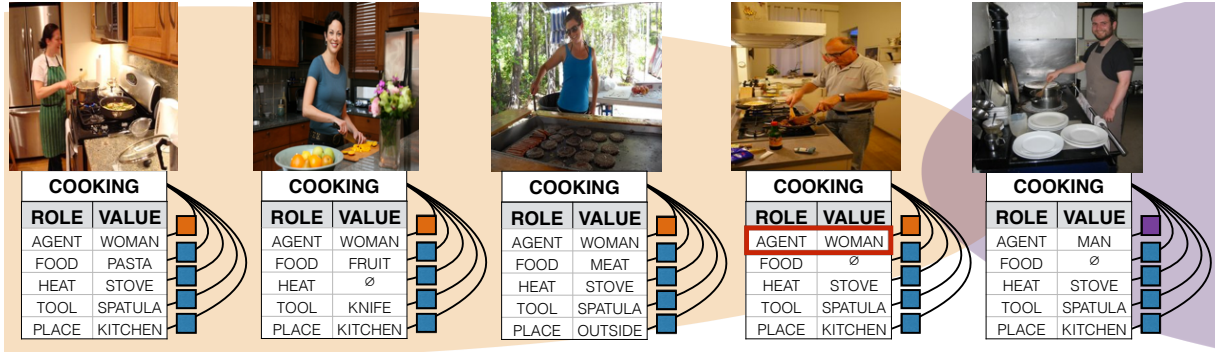 COOKING
ROLE VALUE
AGENT WOMAN
FOOD PASTA
HEAT STOVE
TOOL SPATULA
PLACE KITCHEN
COOKING
ROLE VALUE
AGENT WOMAN
FOOD FRUIT
HEAT ∅
TOOL KNIFE
PLACE KITCHEN
COOKING
ROLE VALUE
AGENT WOMAN
FOOD MEAT
HEAT STOVE
TOOL SPATULA
PLACE OUTSIDE
COOKING
ROLE VALUE
AGENT WOMAN
FOOD ∅
HEAT STOVE
TOOL SPATULA
PLACE KITCHEN
COOKING
ROLE VALUE
AGENT MAN
FOOD ∅
HEAT STOVE
TOOL SPATULA
PLACE KITCHEN